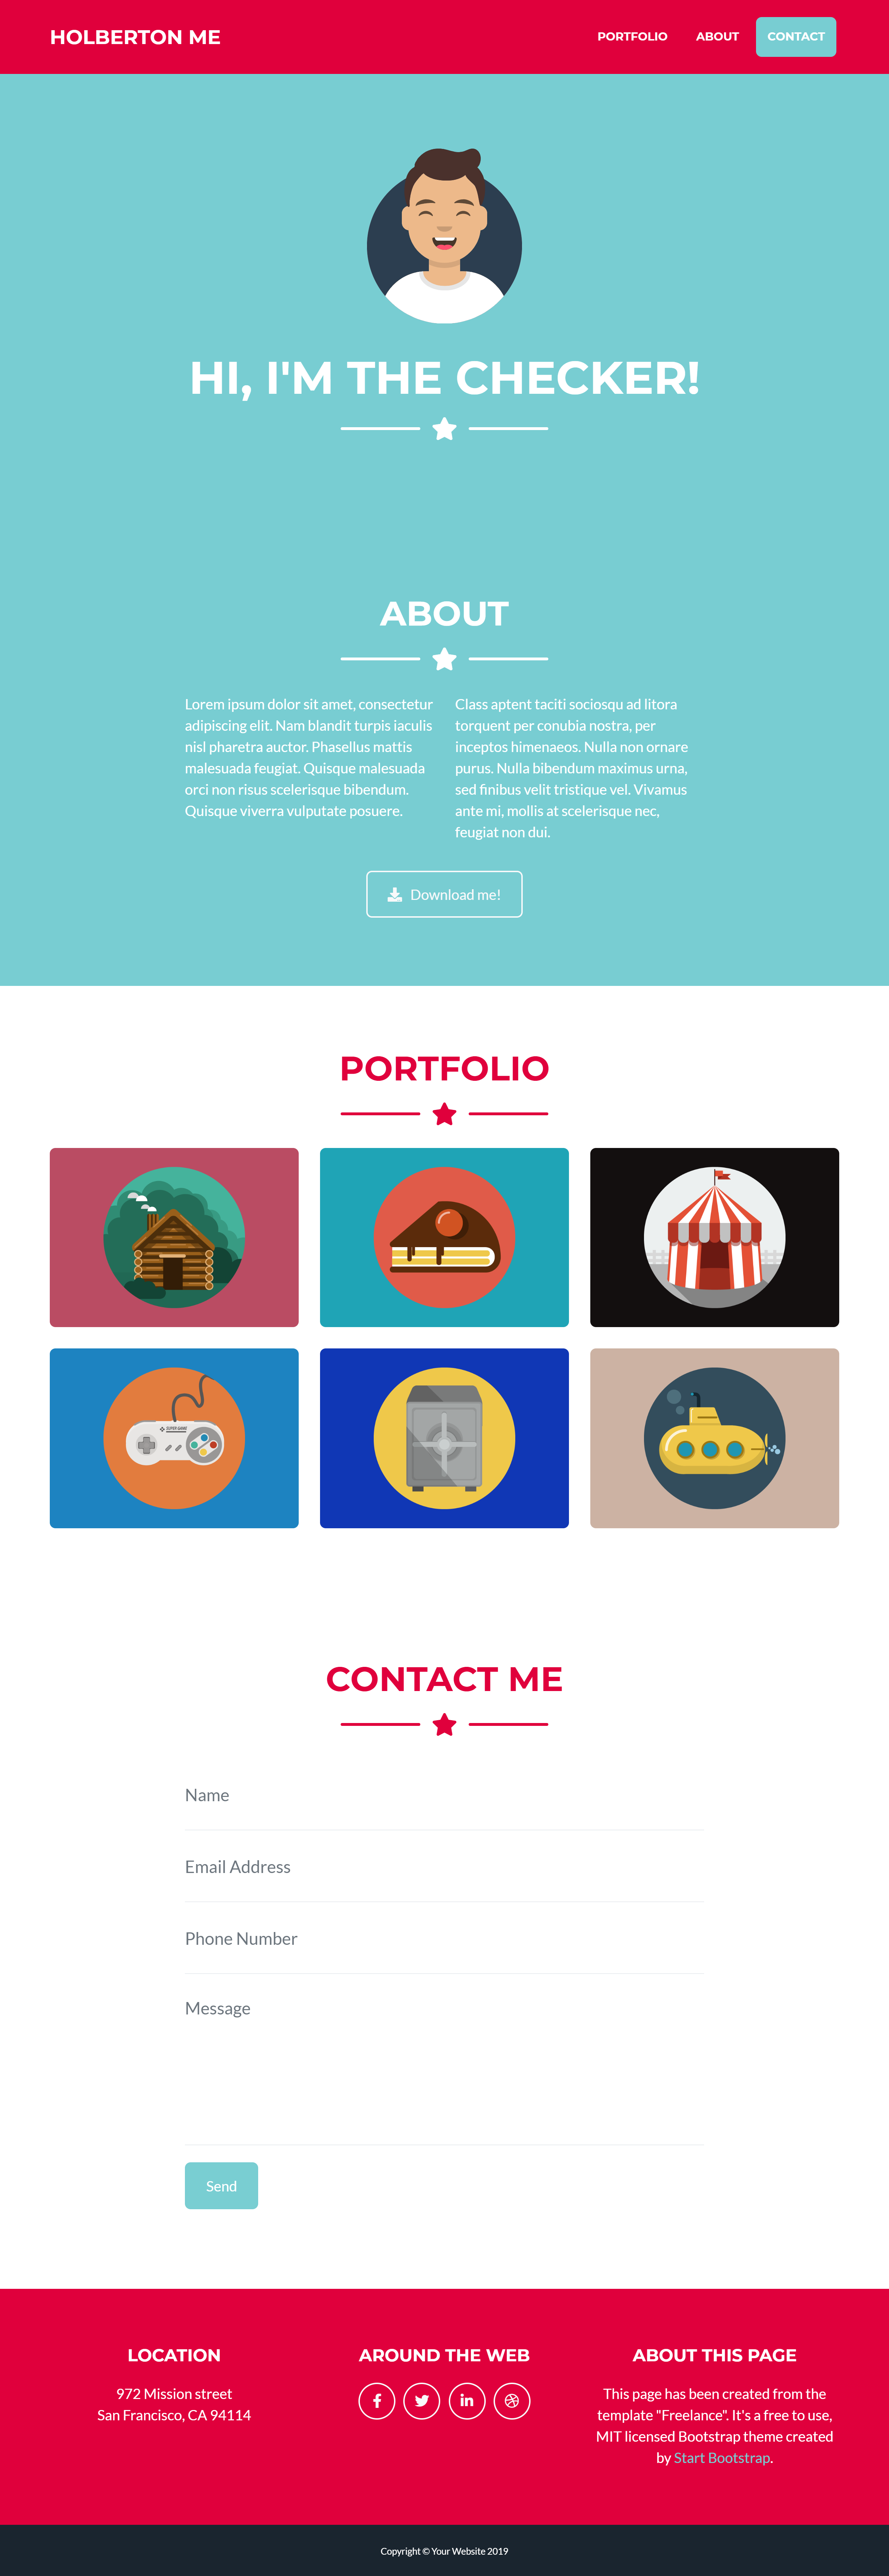 HOLBERTON ME
PORTFOLIO
ABOUT
CONTACT
HI, I'M THE CHECKER!
ABOUT
Lorem ipsum dolor sit amet, consectetur
adipiscing elit. Nam blandit turpis iaculis
nisl pharetra auctor. Phasellus mattis
malesuada feugiat. Quisque malesuada
orci non risus scelerisque bibendum.
Quisque viverra vulputate posuere.
Class aptent taciti sociosqu ad litora
torquent per conubia nostra, per
inceptos himenaeos. Nulla non ornare
purus. Nulla bibendum maximus urna,
sed finibus velit tristique vel. Vivamus
ante mi, mollis at scelerisque nec,
feugiat non dui.
Download me!
PORTFOLIO
SUPER GAME
CONTACT ME
Name
Email Address
Phone Number
Message
Send
LOCATION
972 Mission street
San Francisco, CA 94114
AROUND THE WEB
ABOUT THIS PAGE
This page has been created from the
template "Freelance". It's a free to use,
MIT licensed Bootstrap theme created
by Start Bootstrap.
Copyright © Your Website 2019